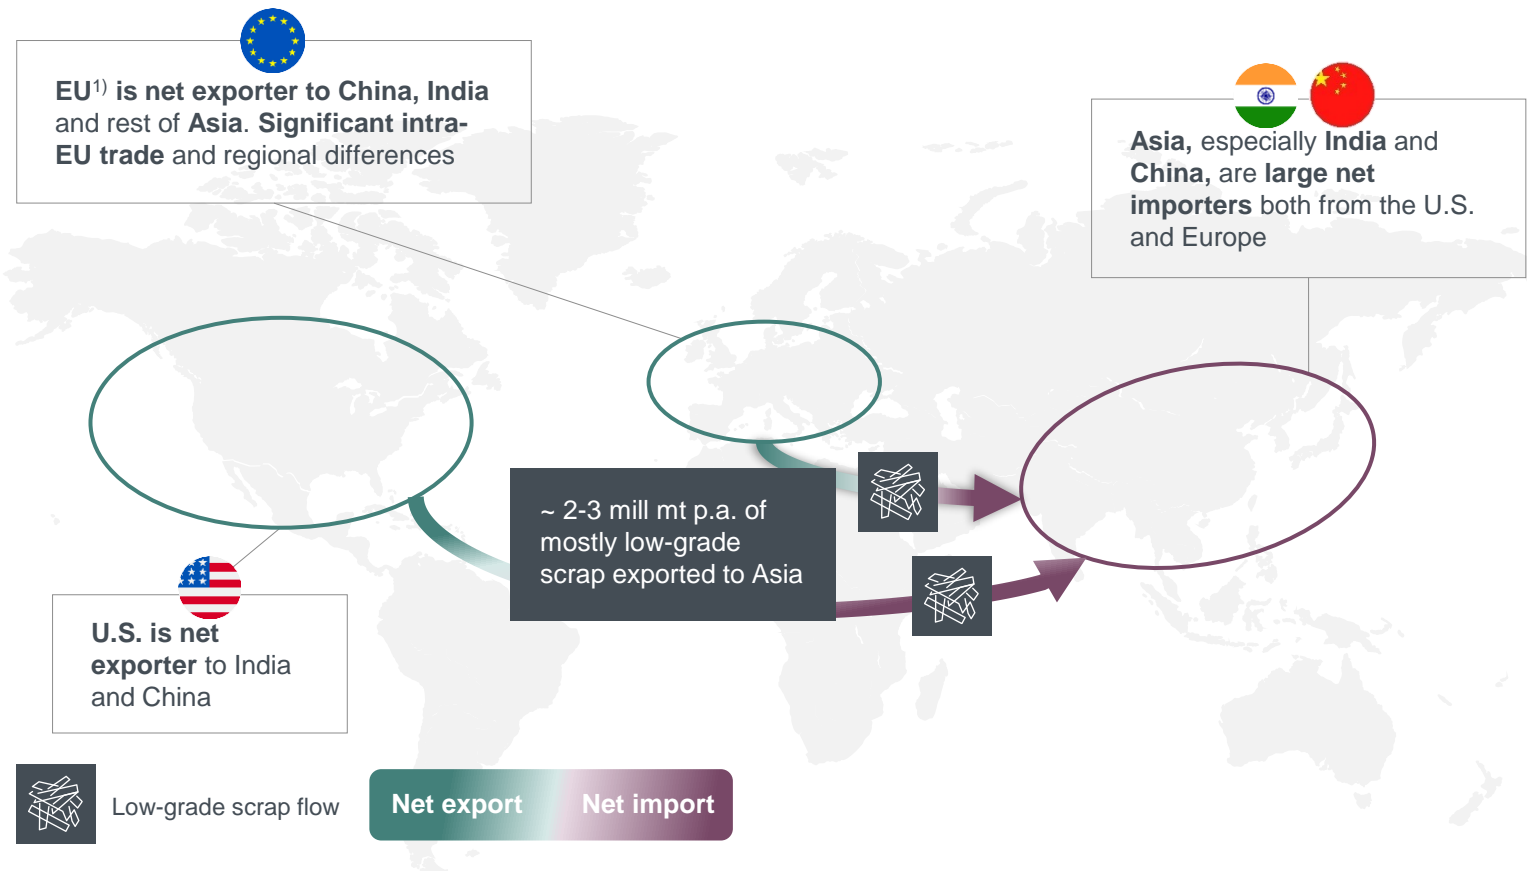 EU1) is net exporter to China, India
and rest of Asia. Significant intra-
EU trade and regional differences
Asia, especially India and
China, are large net
importers both from the U.S.
and Europe
~ 2-3 mill mt p.a. of
mostly low-grade
scrap exported to Asia
U.S. is net
exporter to India
and China
Low-grade scrap flow
Net export
Net import